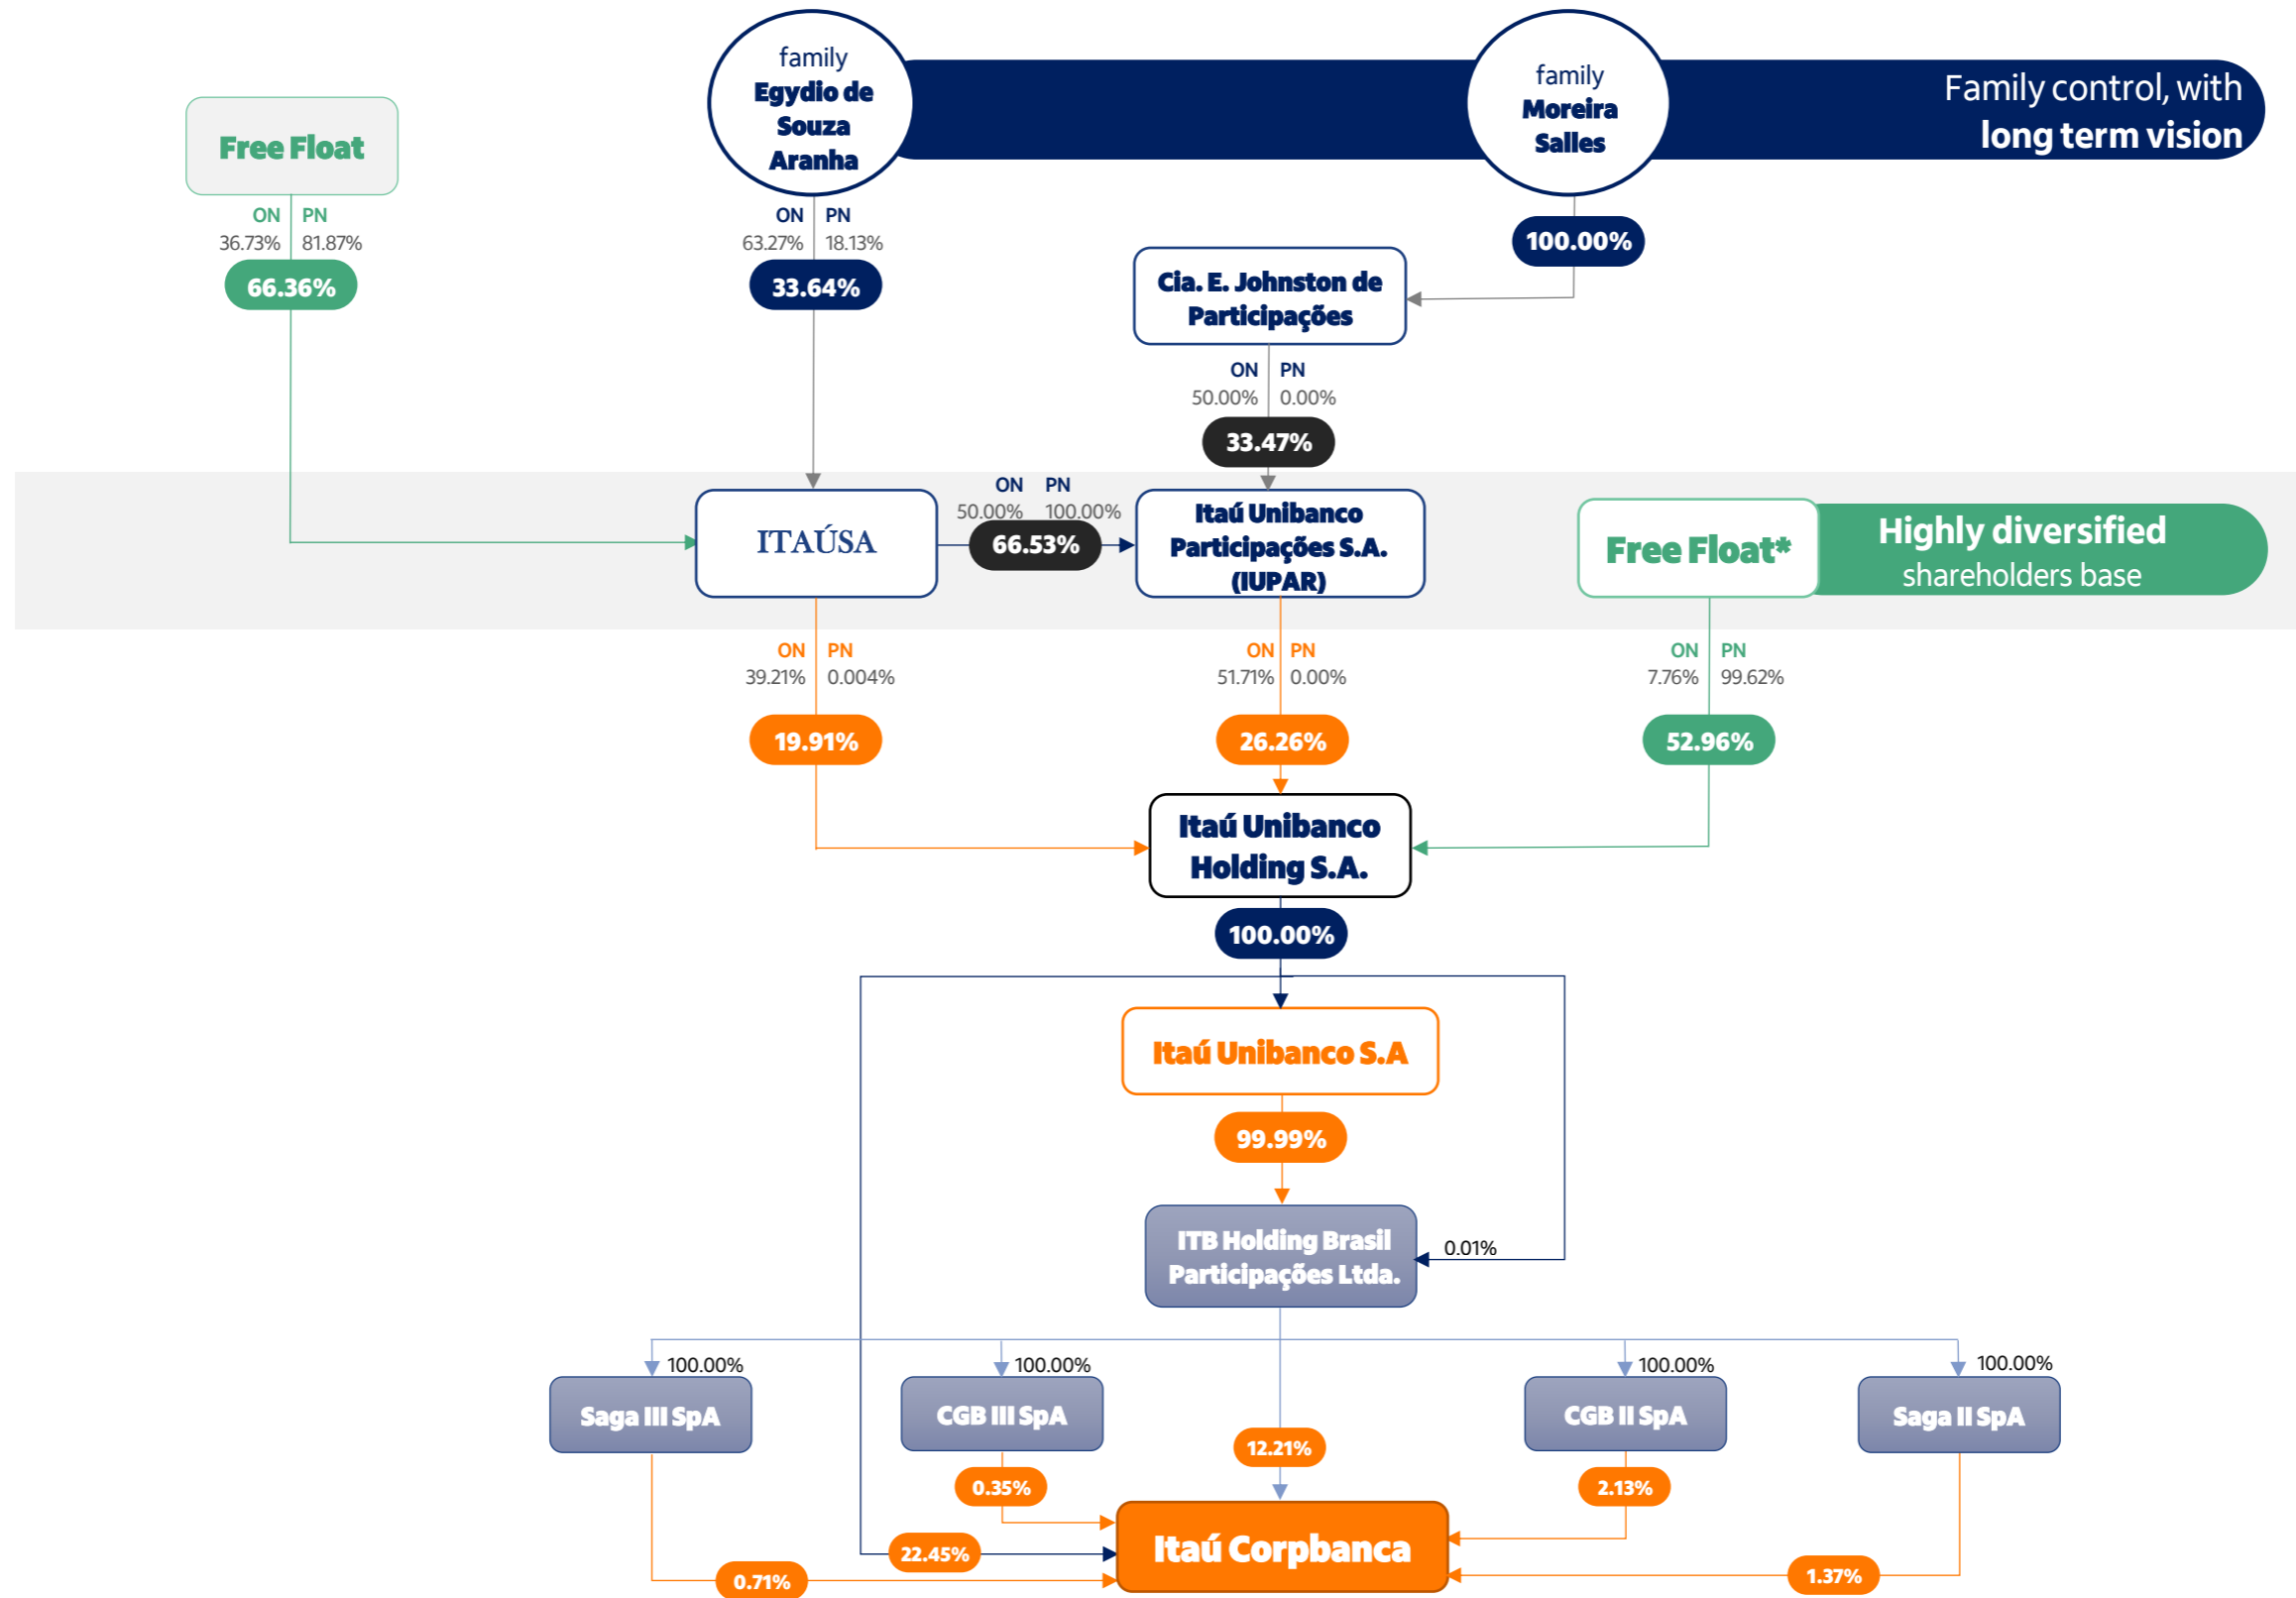 family
Egydio de
Souza
Aranha
family
Moreira
Salles
Family control, with
long term vision
Free Float
ON PN
36.73% 81.87%
66.36%
ON PN
63.27% 18.13%
33.64%
100.00%
Cia. E. Johnston de
Participações
ON PN
50.00% 0.00%
33.47%
ITAÚSA
ON PN
50.00% 100.00%
66.53%
Itaú Unibanco
Participações S.A.
(IUPAR)
Free Float*
Highly diversified
shareholders base
ON PN
39.21% 0.004%
19.91%
ON PN
51.71% 0.00%
26.26%
ON PN
7.76% 99.62%
52.96%
Itaú Unibanco
Holding S.A.
100.00%
Itaú Unibanco S.A
99.99%
ITB Holding Brasil
Participações Ltda.
0.01%
100.00%
100.00%
100.00%
100.00%
Saga III SpA
CGB III SpA
CGB II SpA
Saga II SpA
12.21%
0.35%
2.13%
Itaú Corpbanca
22.45%
0.71%
1.37%